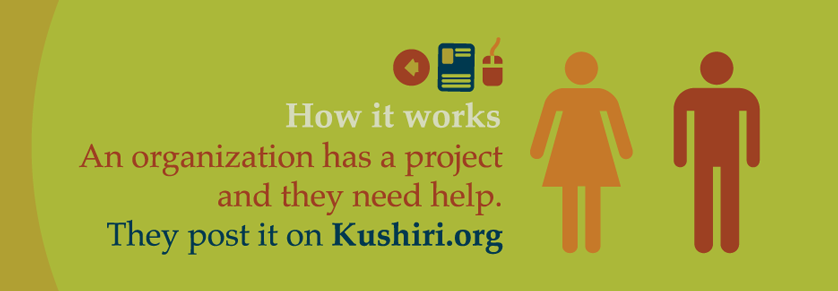 How it works
An organization has a project
and they need help.
They post it on Kushiri.org